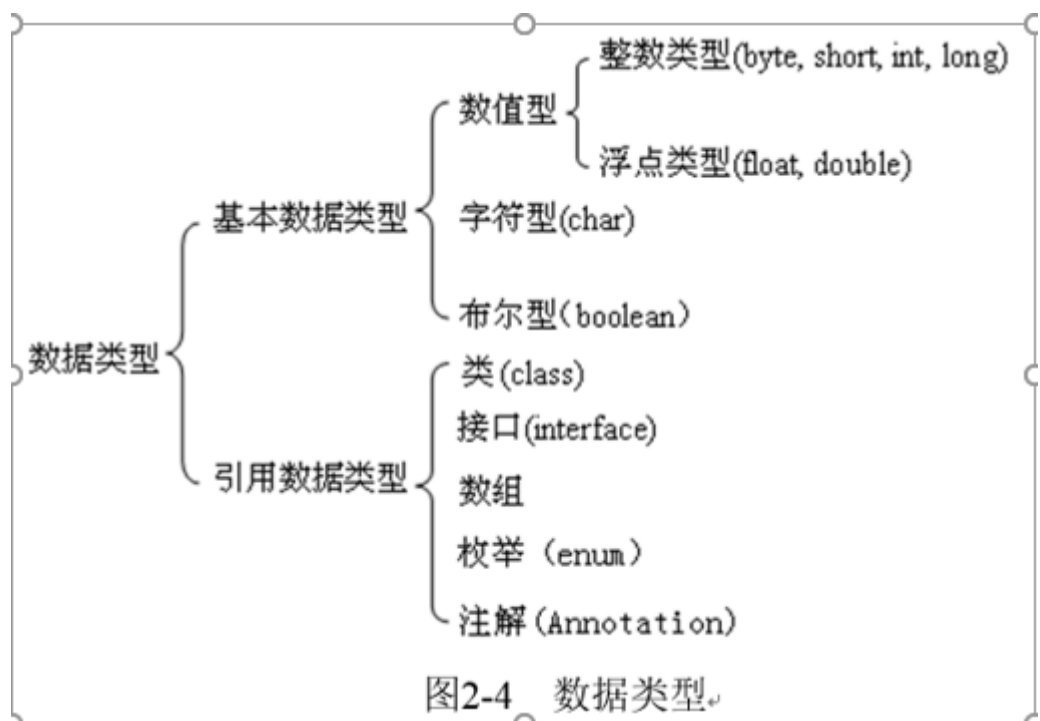 整数类型(byte, short, int, long)
数值型
浮点类型(float, double)
基本数据类型
字符型(char)
布尔型(boolean)
数据类型
类(class)
接口(interface)
引用数据类型
数组
枚举 (enum)
注解(Annotation)
图2-4 数据类型